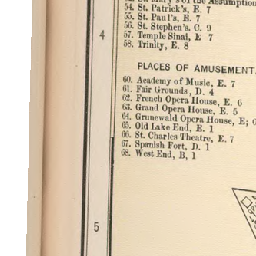 of the Assumption
54. St. Patrick's, E. 7
55. St. Paul's, E. 7
56. St. Stephen's, G. 9
57. Temple Sinai, E 7
58. Trinity, E. 8
4
PLACES OF AMUSEMENT.
60. Academy of Music, E. 7
61. Fair Grounds, D. 4
62. French Opera House, E. 6
63. Grand Opera House, E. 5
64. Grunewald Opera House, E; 6
65. Old Lake End, E. 1
66. St. Charles Theatre, E. 7
67. Spanish Fort, D. 1
68. West End, B, 1
5